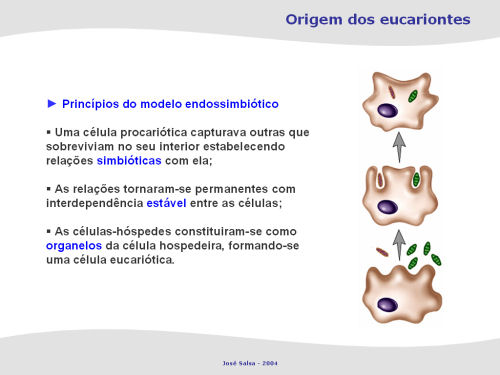 Origem dos eucariontes
► Princípios do modelo endossimbiótico
▪ Uma célula procariótica capturava outras que
sobreviviam no seu interior estabelecendo
relações simbióticas com ela;
▪ As relações tornaram-se permanentes com
interdependência estável entre as células;
▪ As células-hóspedes constituiram-se como
organelos da célula hospedeira, formando-se
uma célula eucariótica.
José Salsa - 2004